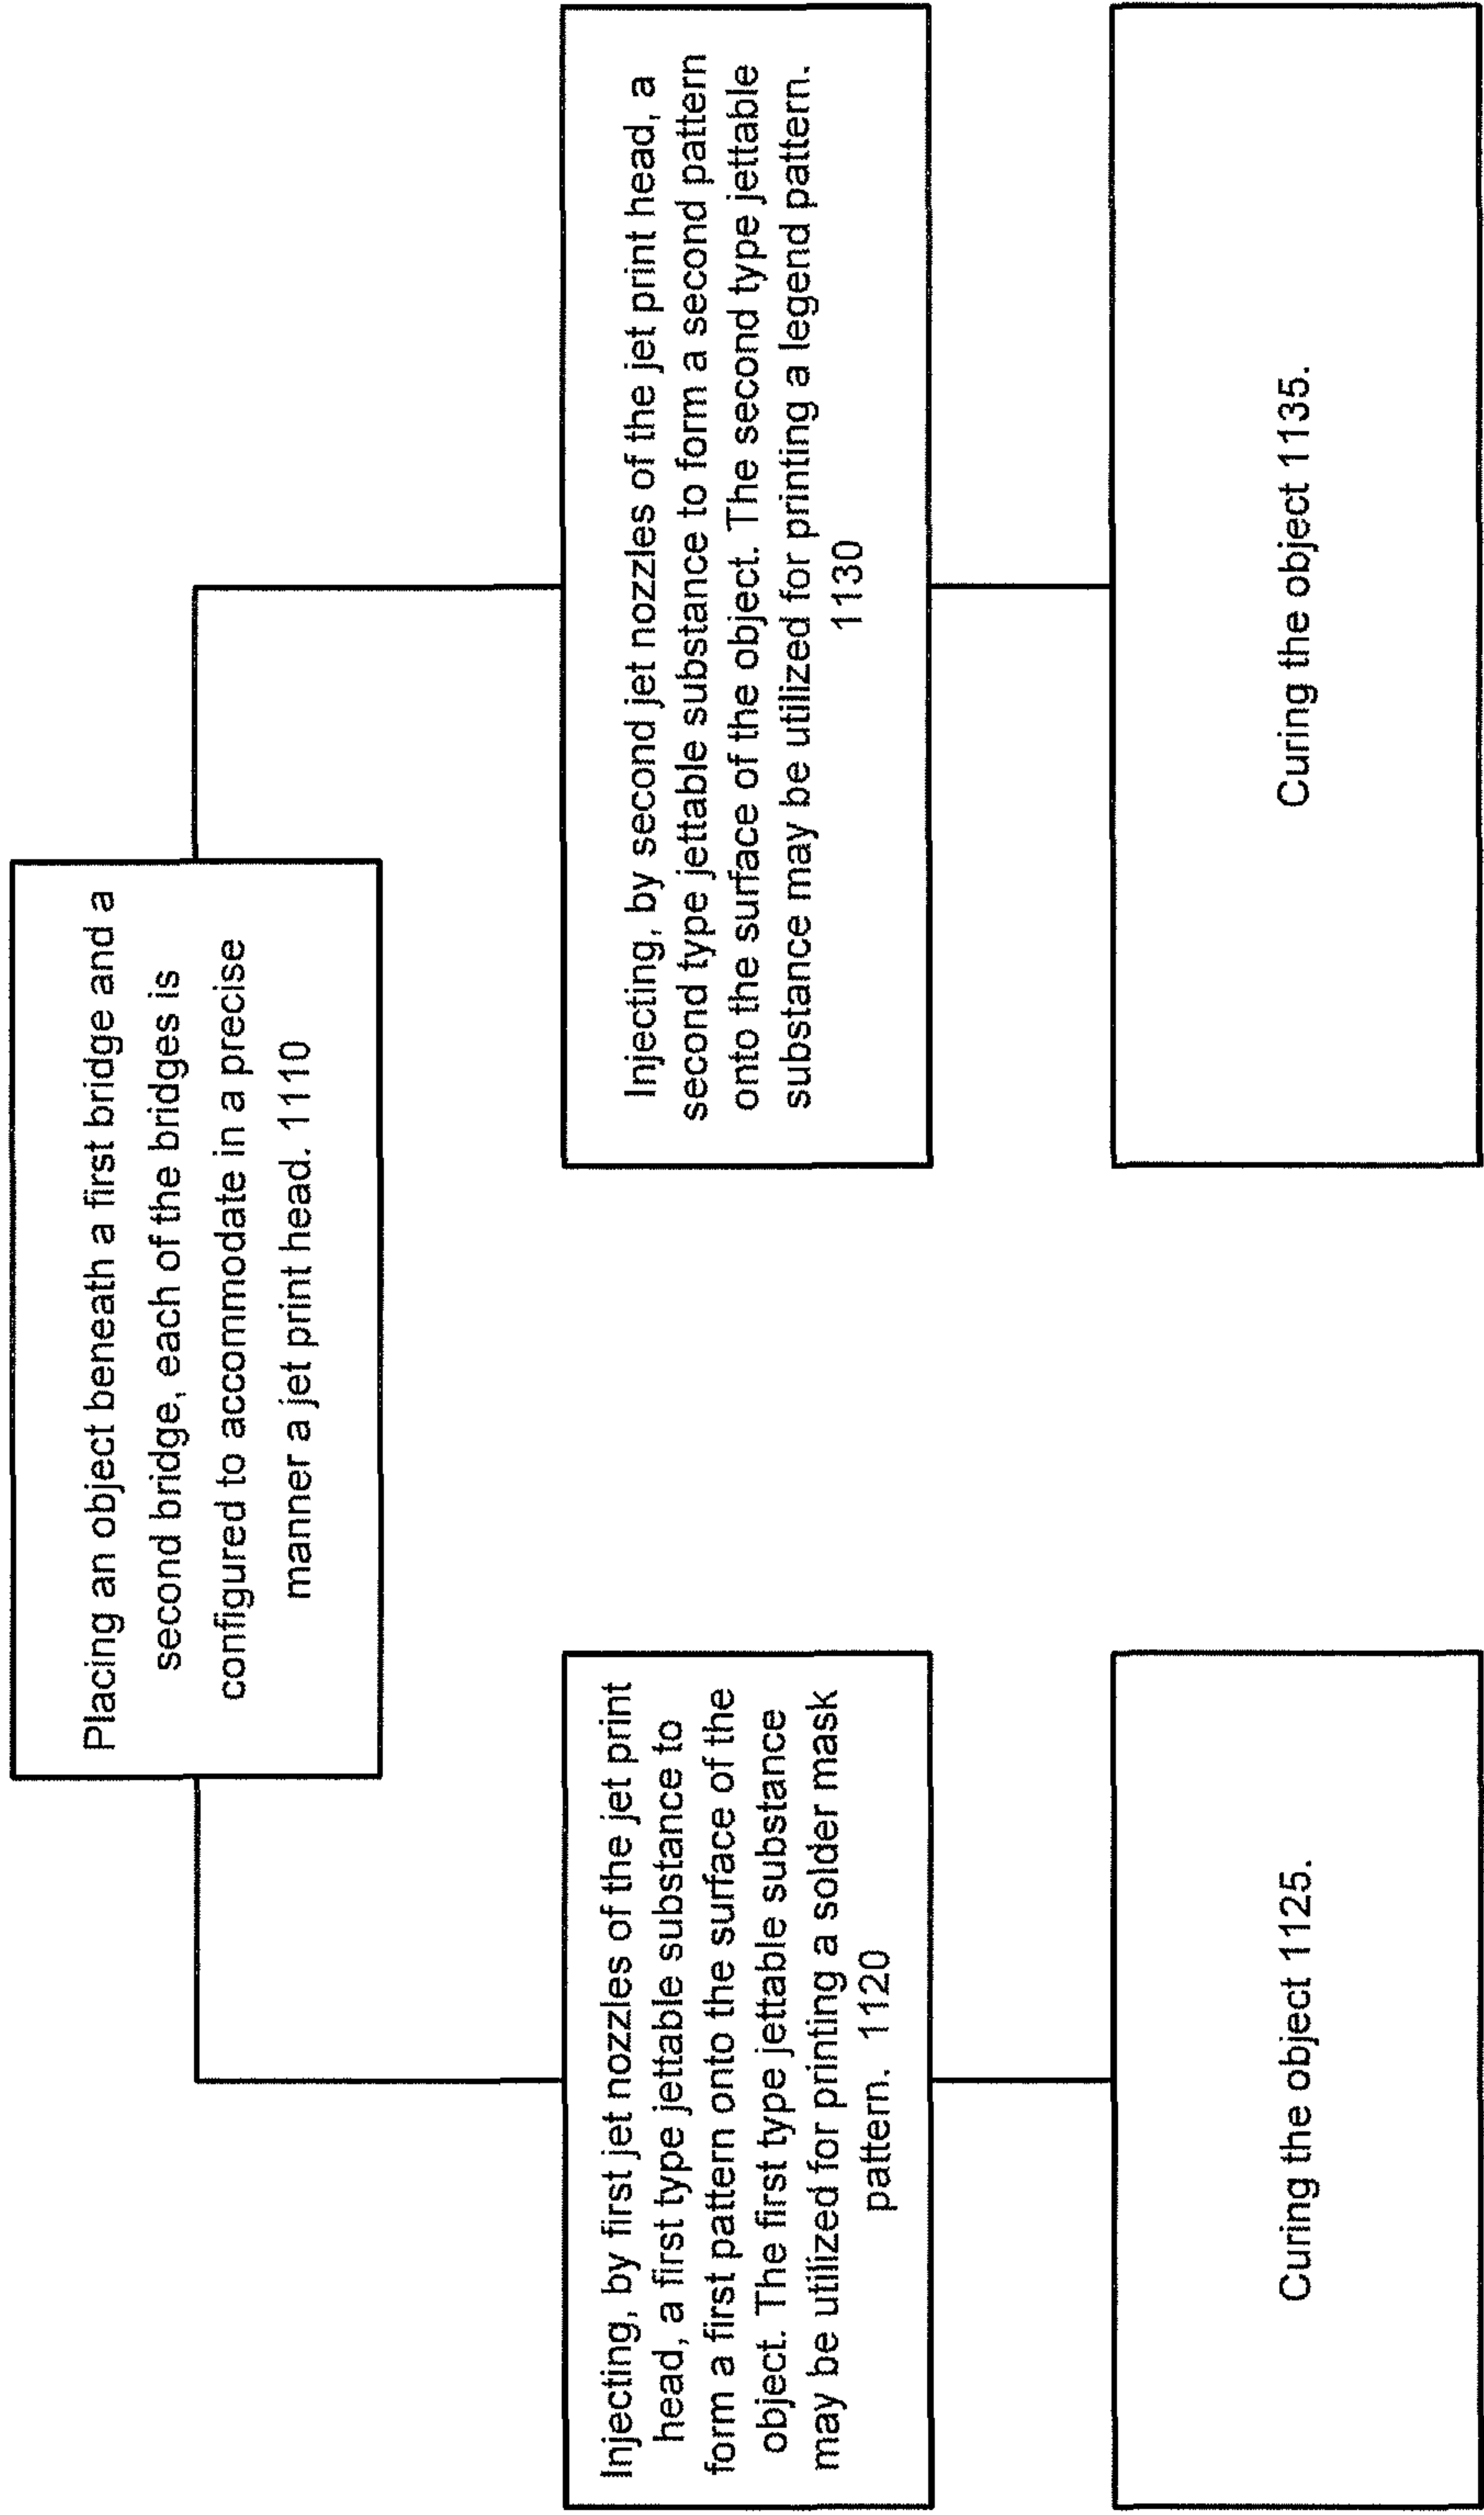 Placing an object beneath a first bridge and a
second bridge, each of the bridges is
configured to accommodate in a precise
manner a jet print head. 1110
Injecting, by first jet nozzles of the jet print
head, a first type jettable substance to
form a first pattern onto the surface of the
object. The first type jettable substance
may be utilized for printing a solder mask
pattern. 1120
Curing the object 1125.
Injecting, by second jet nozzles of the jet print head, a
second type jettable substance to form a second pattern
onto the surface of the object. The second type jettable
substance may be utilized for printing a legend pattern.
1130
Curing the object 1135.